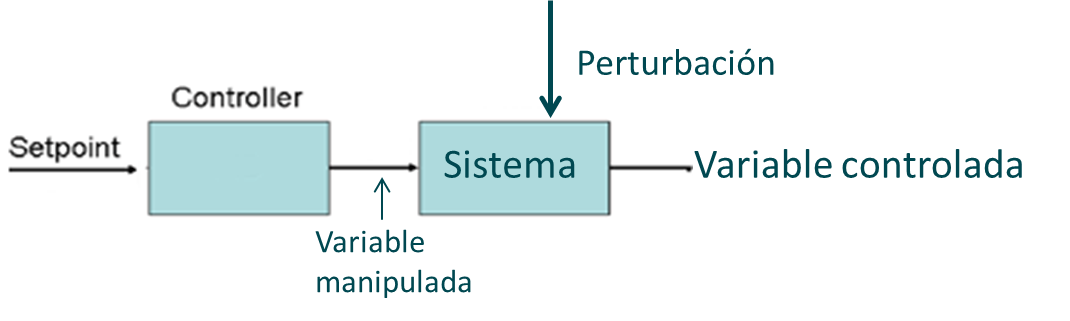 Perturbación
Controller
Setpoint
Sistema
Variable controlada
Variable
manipulada